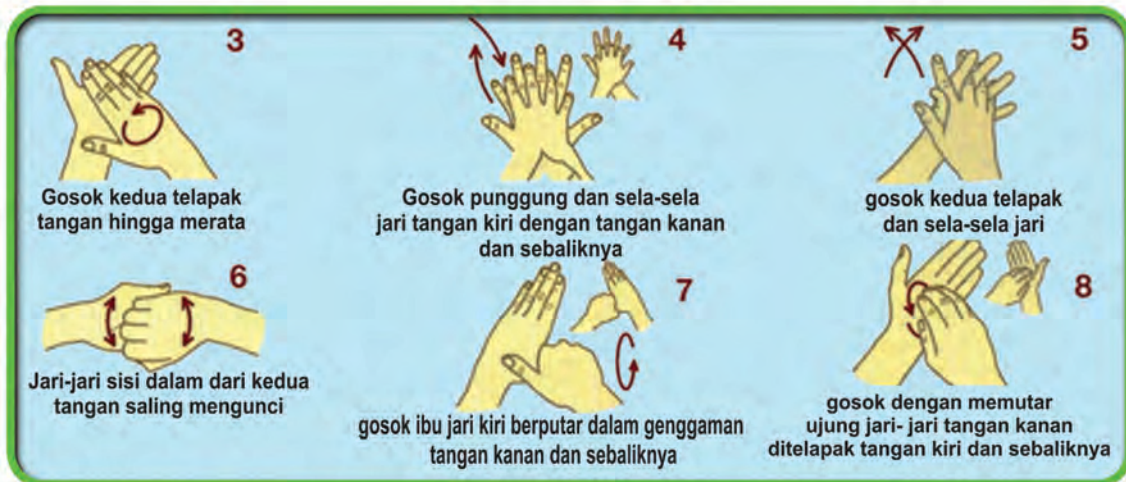 3
Gosok kedua telapak
tangan hingga merata
4
Gosok punggung dan sela-sela
jari tangan kiri dengan tangan kanan
dan sebaliknya
5
gosok kedua telapak
dan sela-sela jari
6
Jari-jari sisi dalam dari kedua
tangan saling mengunci
7
gosok ibu jari kiri berputar dalam genggaman
tangan kanan dan sebaliknya
8
gosok dengan memutar
ujung jari- jari tangan kanan
ditelapak tangan kiri dan sebaliknya